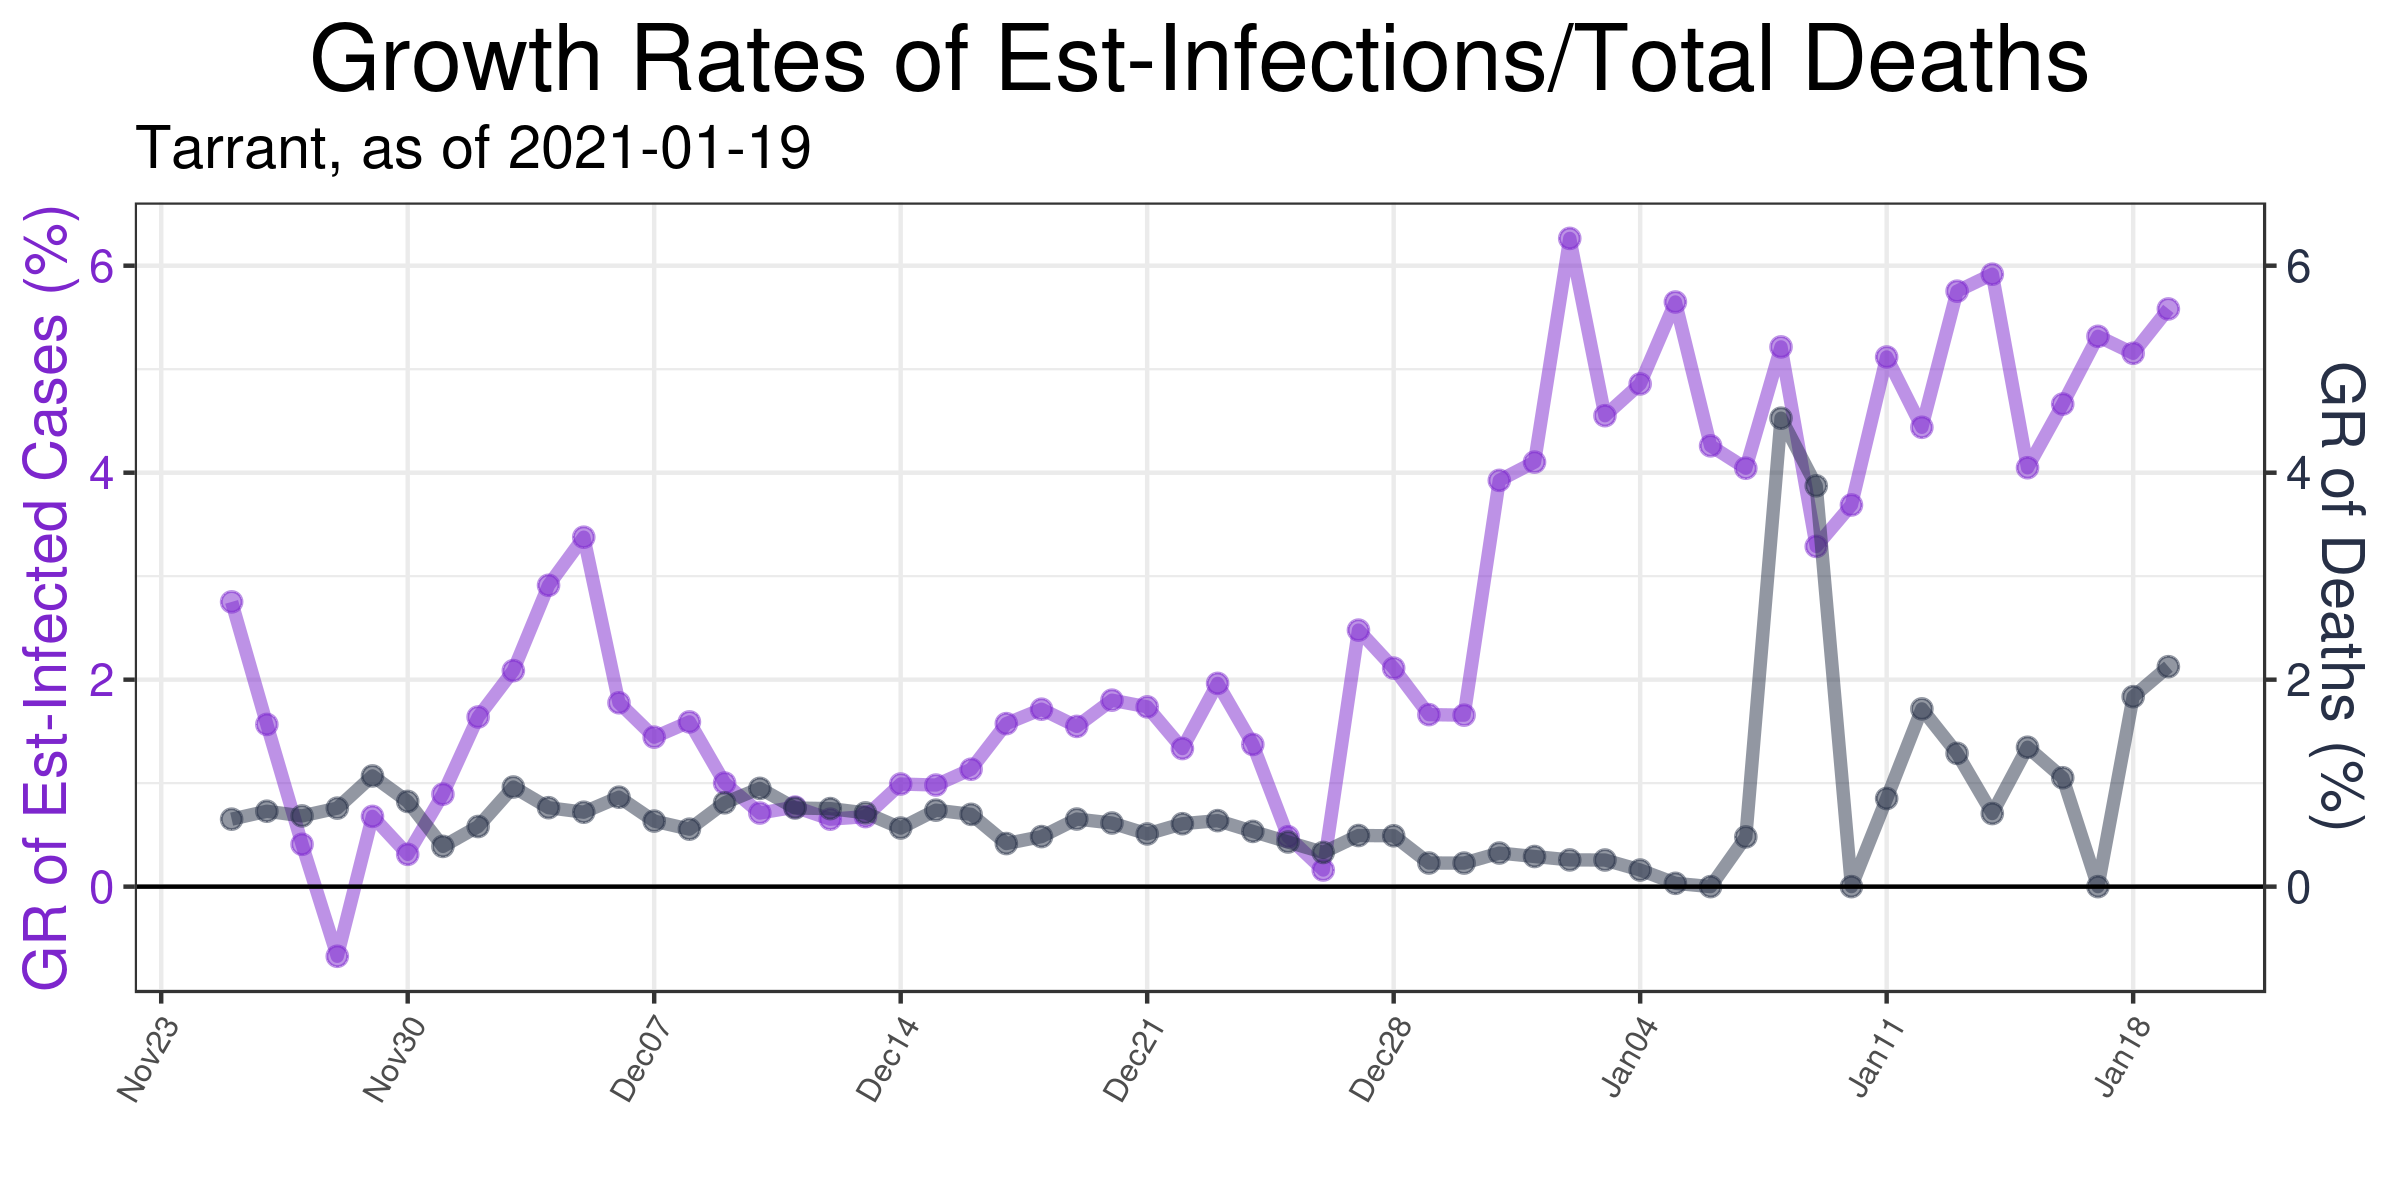 Growth Rates of Est-Infections/Total Deaths
Tarrant, as of 2021-01-19
GR of Est-Infected Cases (%)
6
4
2
0
6
4
2
0
GR of Deaths (%)
Nov23
Nov30
Dec07
Dec14
Dec21
Dec28
Jan04
Jan11
Jan18